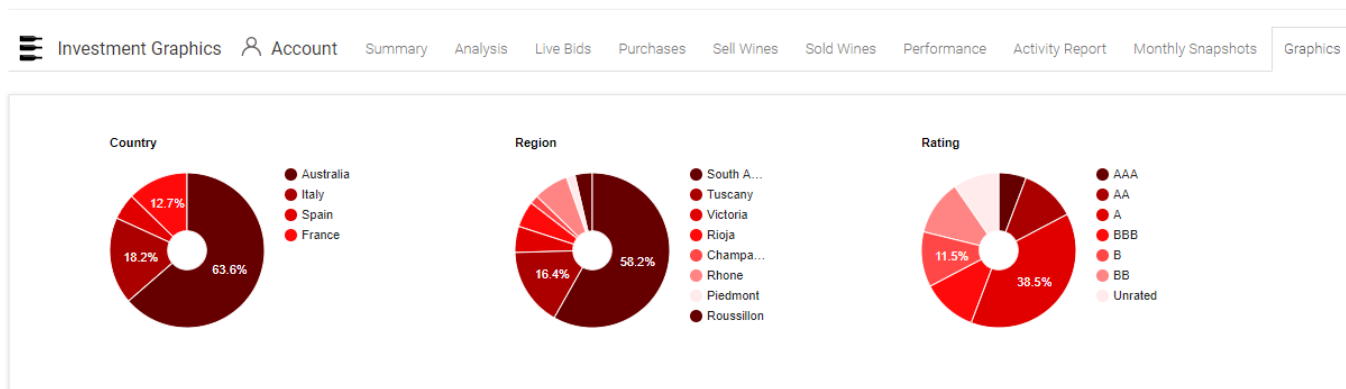 Investment Graphics Account Summary Analysis Live Bids Purchases Sell Wines Sold Wines Performance Activity Report Monthly Snapshots Graphics
Country
12.7%
18.2%
63.6%
Australia
Italy
Spain
France
Region
58.2%
16.4%
South A...
Tuscany
Victoria
Rioja
Champa...
Rhone
Piedmont
Roussillon
Rating
11.5%
38.5%
AAA
AA
A
BBB
B
BB
Unrated